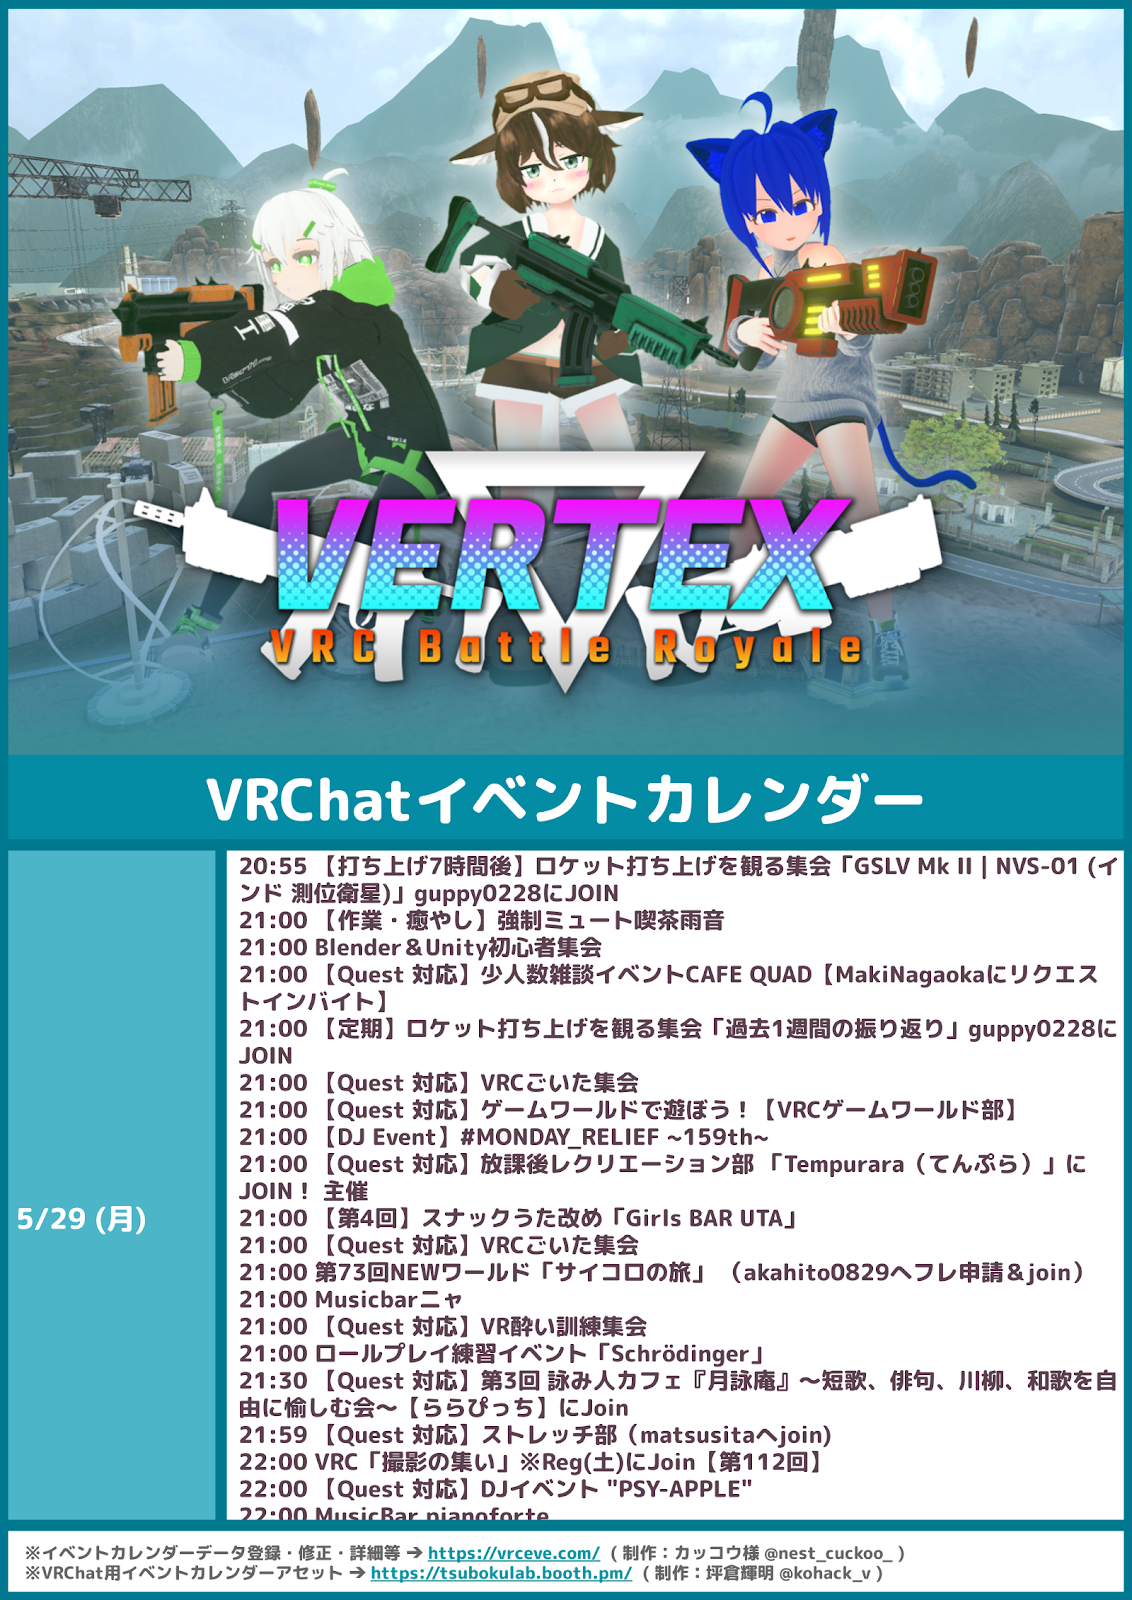 VERTEX
VRC Battle Royale
VRChatイベントカレンダー
5/29 (月)
20:55 【打ち上げ7時間後】ロケット打ち上げを観る集会「GSLV Mk II | NVS-01 (イ
ンド 測位衛星)」guppy0228にJOIN
21:00 【作業・癒やし】強制ミュート喫茶雨音
21:00 Blender＆Unity初心者集会
21:00 【Quest 対応】少人数雑談イベントCAFE QUAD【MakiNagaokaにリクエス
トインバイト】
21:00 【定期】ロケット打ち上げを観る集会「過去1週間の振り返り」guppy0228に
JOIN
21:00 【Quest 対応】VRCごいた集会
21:00 【Quest 対応】ゲームワールドで遊ぼう！【VRCゲームワールド部】
21:00 【DJ Event】#MONDAY_RELIEF ~159th~
21:00 【Quest 対応】放課後レクリエーション部 「Tempurara（てんぷら）」に
JOIN！ 主催
21:00 【第4回】スナックうた改め「Girls BAR UTA」
21:00 【Quest 対応】VRCごいた集会
21:00 第73回NEWワールド「サイコロの旅」 （akahito0829へフレ申請＆join）
21:00 Musicbarニャ
21:00 【Quest 対応】VR酔い訓練集会
21:00 ロールプレイ練習イベント「Schrödinger」
21:30 【Quest 対応】第3回 詠み人カフェ『月詠庵』～短歌、俳句、川柳、和歌を自
由に愉しむ会～【ららぴっち】にJoin
21:59 【Quest 対応】ストレッチ部（matsusitaへjoin)
22:00 VRC「撮影の集い」※Reg(土)にJoin【第112回】
22:00 【Quest 対応】DJイベント "PSY-APPLE"
22:00 MusicBar pianoforte
※イベントカレンダーデータ登録・修正・詳細等 ➔ https://vrceve.com/ ( 制作：カッコウ様 @nest_cuckoo_ )
※VRChat用イベントカレンダーアセット ➔ https://tsubokulab.booth.pm/ ( 制作：坪倉輝明 @kohack_v )